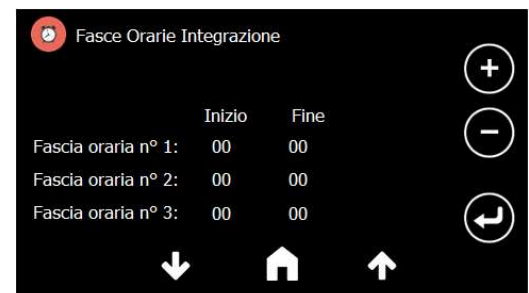 Fasce Orarie Integrazione
Inizio Fine
Fascia oraria n° 1: 00 00
Fascia oraria n° 2: 00 00
Fascia oraria n° 3: 00 00